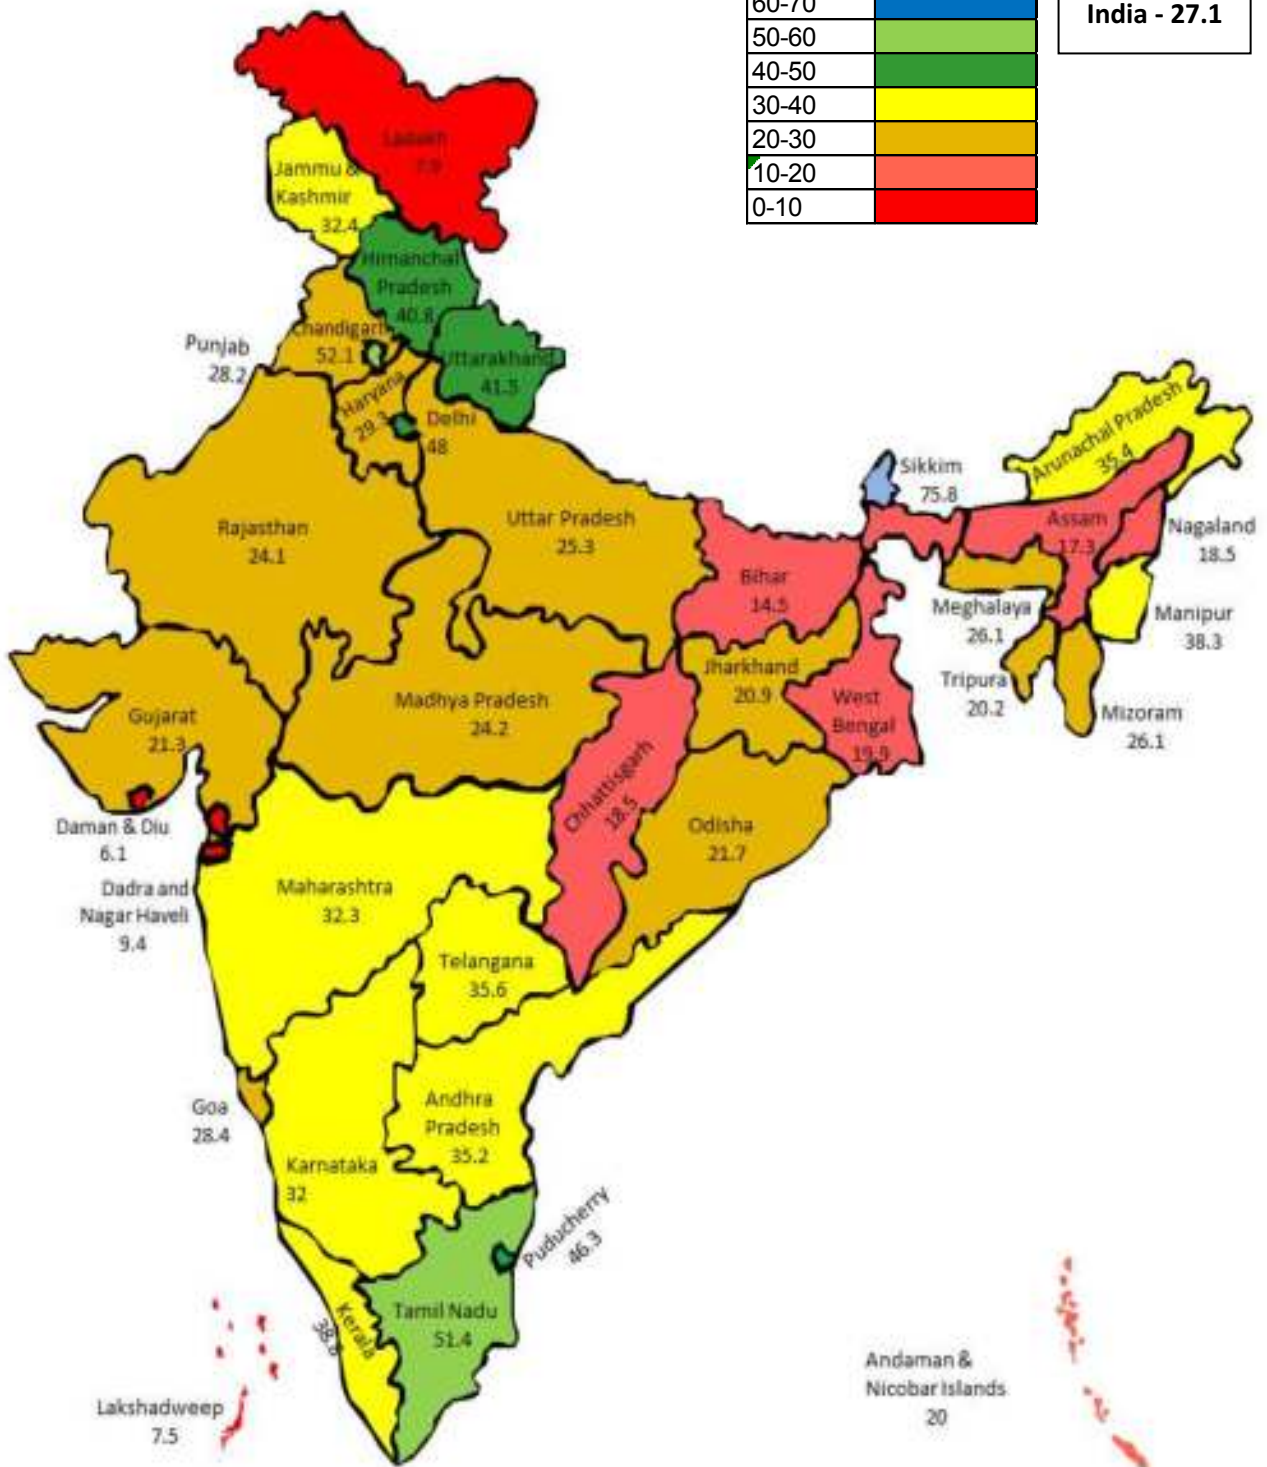 60-70
50-60
40-50
30-40
20-30
10-20
0-10
India - 27.1
Ladakh
7.9
Jammu &
Kashmir
32.4
Himanchal
Pradesh
40.8
Chandigarh
52.1
Punjab
28.2
Uttarakhand
41.5
Haryana
29.3
Delhi
48
Arunachal Pradesh
35.4
Sikkim
75.8
Rajasthan
24.1
Uttar Pradesh
25.3
Assam
17.3
Nagaland
18.5
Bihar
14.5
Meghalaya
26.1
Manipur
38.3
Jharkhand
20.9
Tripura
20.2
Mizoram
26.1
Gujarat
21.3
Madhya Pradesh
24.2
West
Bengal
19.9
Chhattisgarh
18.5
Daman & Diu
6.1
Odisha
21.7
Dadra and
Nagar Haveli
9.4
Maharashtra
32.3
Telangana
35.6
Goa
28.4
Andhra
Pradesh
35.2
Karnataka
32
Puducherry
46.3
Kerala
Tamil Nadu
51.4
Andaman &
Nicobar Islands
20
Lakshadweep
7.5